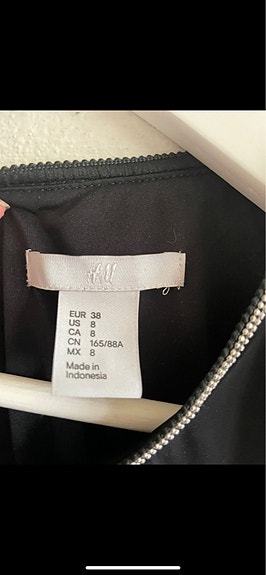 H&M
EUR 38
US 8
CA 8
CN 165/88A
MX 8
Made in
Indonesia